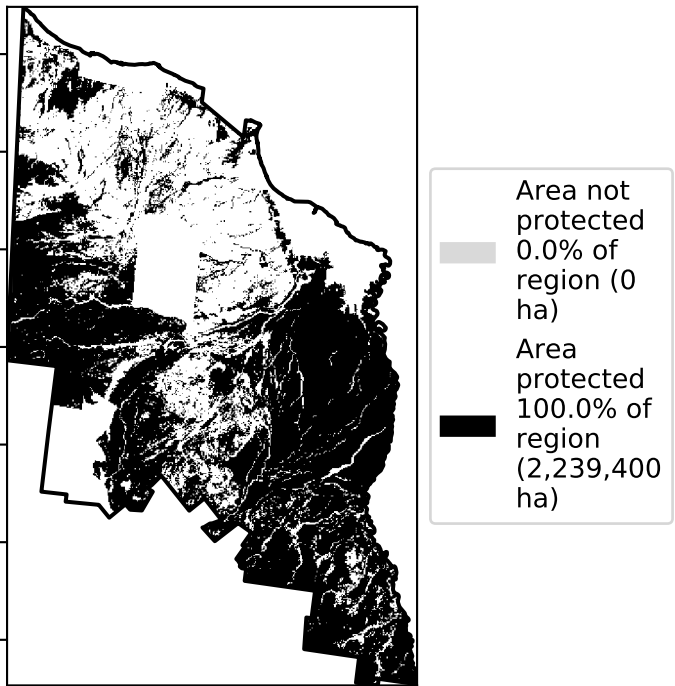 Area not
protected
0.0% of
region (0
ha)
Area
protected
100.0% of
region
(2,239,400
ha)